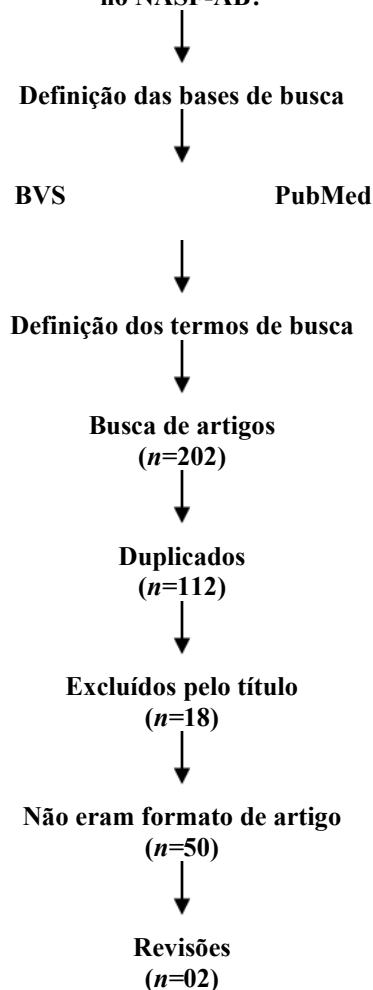 no NASF-AB?
Definição das bases de busca
BVS PubMed
Definição dos termos de busca
Busca de artigos
(n=202)
Duplicados
(n=112)
Excluídos pelo título
(n=18)
Não eram formato de artigo
(n=50)
Revisões
(n=02)